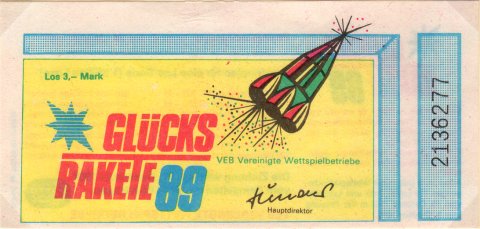 Los 3,– Mark
GLÜCKS
RAKETE 89
VEB Vereinigte Wettspielbetriebe
Hauptdirektor
2136277